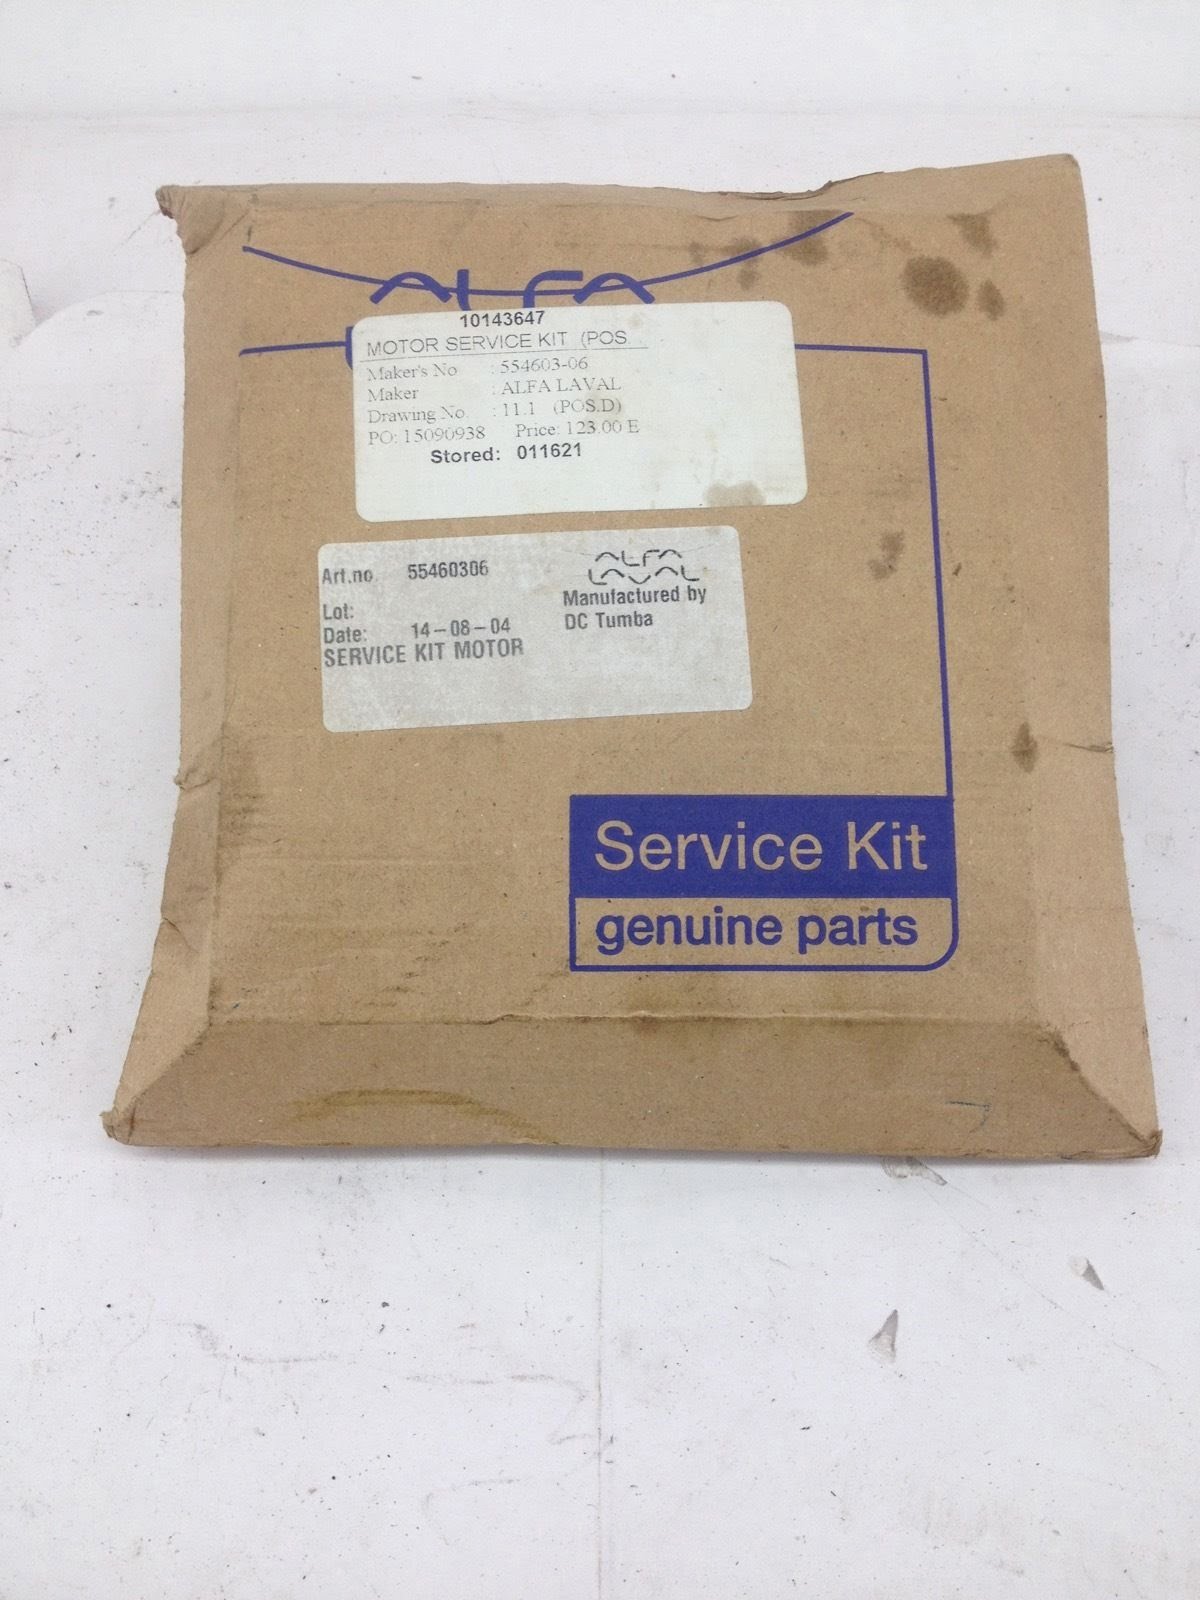 ALFA
10143647
MOTOR SERVICE KIT (POS.
Maker's No : 554603-06
Maker : ALFA LAVAL
Drawing No. : 11.1 (POS.D)
PO: 15090938 Price: 123.00 E
Stored: 011621
Art.no. 55460306
ALFA
LAVAL
Lot:
Manufactured by
Date: 14-08-04
DC Tumba
SERVICE KIT MOTOR
Service Kit
genuine parts